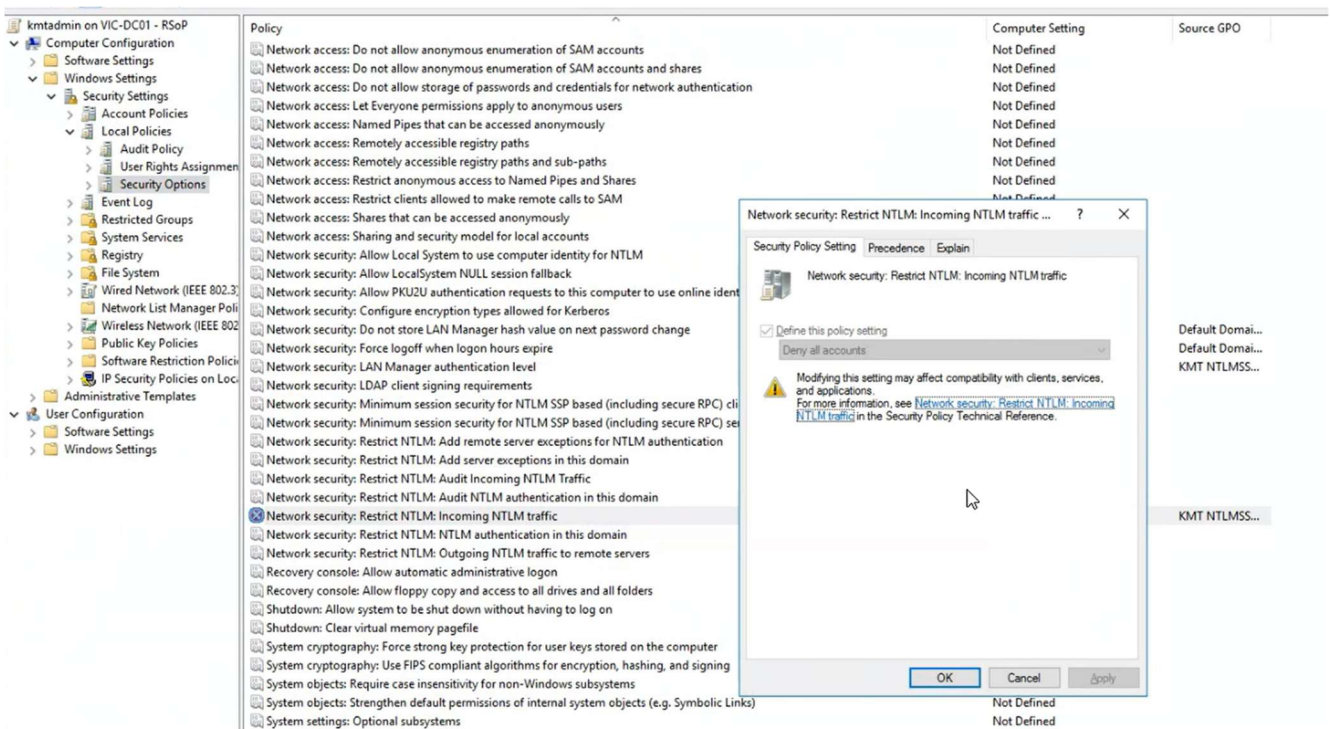 kmtadmin on VIC-DC01 - RSoP
Computer Configuration
Software Settings
Windows Settings
Security Settings
Account Policies
Local Policies
Audit Policy
User Rights Assignmen
Security Options
Event Log
Restricted Groups
System Services
Registry
File System
Wired Network (IEEE 802.3)
Network List Manager Poli
Wireless Network (IEEE 802
Public Key Policies
Software Restriction Polici
IP Security Policies on Loca
Administrative Templates
User Configuration
Software Settings
Windows Settings
Policy Computer Setting Source GPO
Network access: Do not allow anonymous enumeration of SAM accounts Not Defined
Network access: Do not allow anonymous enumeration of SAM accounts and shares Not Defined
Network access: Do not allow storage of passwords and credentials for network authentication Not Defined
Network access: Let Everyone permissions apply to anonymous users Not Defined
Network access: Named Pipes that can be accessed anonymously Not Defined
Network access: Remotely accessible registry paths Not Defined
Network access: Remotely accessible registry paths and sub-paths Not Defined
Network access: Restrict anonymous access to Named Pipes and Shares Not Defined
Network access: Restrict clients allowed to make remote calls to SAM Not Defined
Network access: Shares that can be accessed anonymously
Network access: Sharing and security model for local accounts
Network security: Allow Local System to use computer identity for NTLM
Network security: Allow LocalSystem NULL session fallback
Network security: Allow PKU2U authentication requests to this computer to use online ident
Network security: Configure encryption types allowed for Kerberos
Network security: Do not store LAN Manager hash value on next password change Default Domai...
Network security: Force logoff when logon hours expire Default Domai...
Network security: LAN Manager authentication level KMT NTLMSS...
Network security: LDAP client signing requirements
Network security: Minimum session security for NTLM SSP based (including secure RPC) cli
Network security: Minimum session security for NTLM SSP based (including secure RPC) se
Network security: Restrict NTLM: Add remote server exceptions for NTLM authentication
Network security: Restrict NTLM: Add server exceptions in this domain
Network security: Restrict NTLM: Audit Incoming NTLM Traffic
Network security: Restrict NTLM: Audit NTLM authentication in this domain
Network security: Restrict NTLM: Incoming NTLM traffic KMT NTLMSS...
Network security: Restrict NTLM: NTLM authentication in this domain
Network security: Restrict NTLM: Outgoing NTLM traffic to remote servers
Recovery console: Allow automatic administrative logon
Recovery console: Allow floppy copy and access to all drives and all folders
Shutdown: Allow system to be shut down without having to log on
Shutdown: Clear virtual memory pagefile
System cryptography: Force strong key protection for user keys stored on the computer
System cryptography: Use FIPS compliant algorithms for encryption, hashing, and signing
System objects: Require case insensitivity for non-Windows subsystems
System objects: Strengthen default permissions of internal system objects (e.g. Symbolic Links) Not Defined
System settings: Optional subsystems Not Defined
Network security: Restrict NTLM: Incoming NTLM traffic ... ?
Security Policy Setting Precedence Explain
Network security: Restrict NTLM: Incoming NTLM traffic
Define this policy setting
Deny all accounts
Modifying this setting may affect compatibility with clients, services,
and applications.
For more information, see Network security: Restrict NTLM: Incoming
NTLM traffic in the Security Policy Technical Reference.
OK Cancel Apply